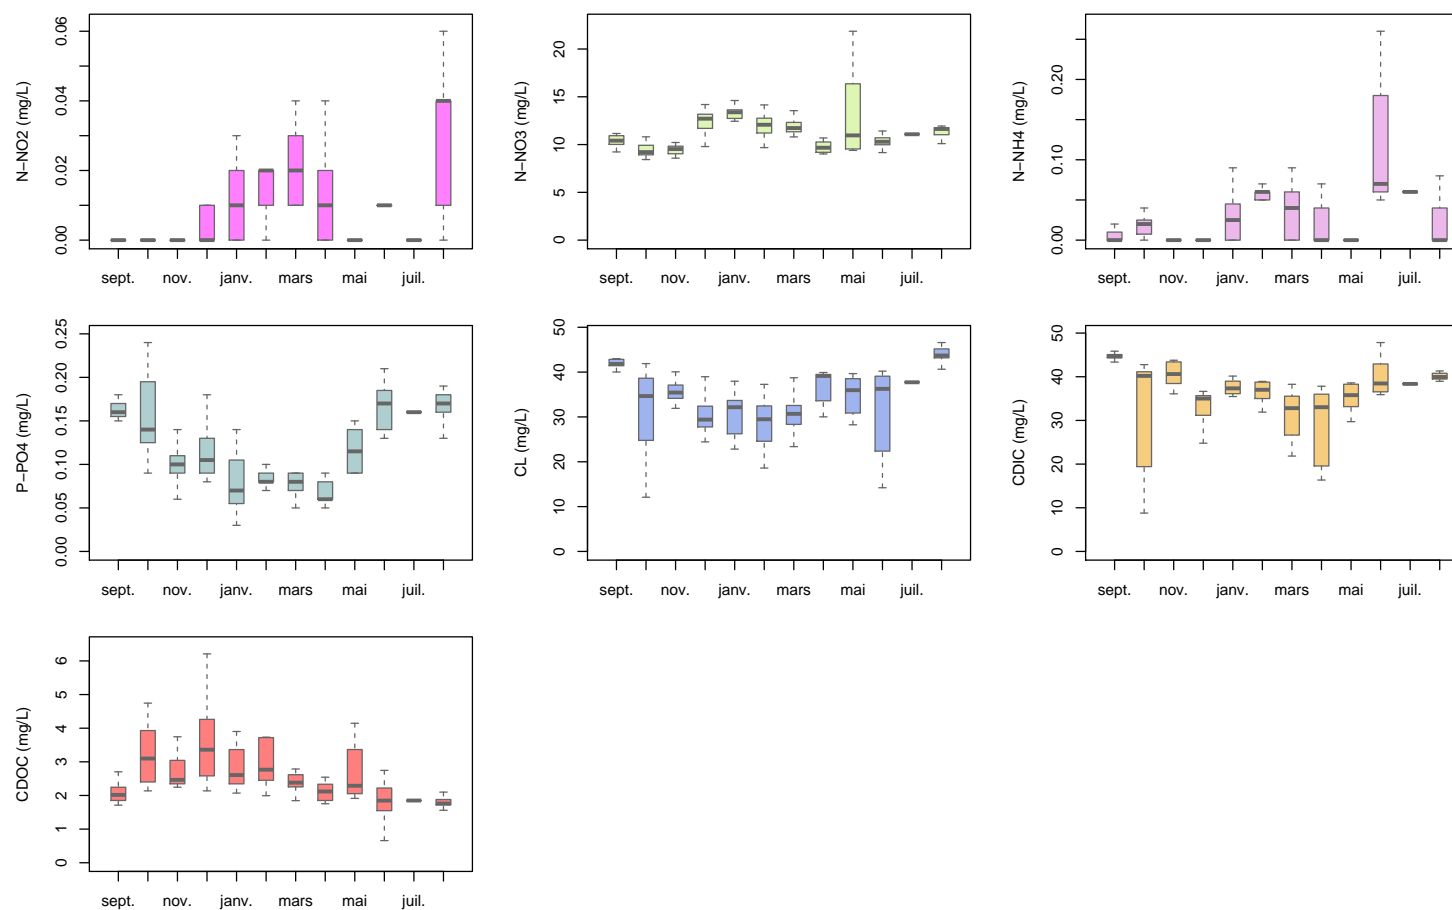 N−NO2 (mg/L)
0.00 0.02 0.04 0.06
sept. nov. janv. mars mai juil.
N−NO3 (mg/L)
0 5 10 15 20
sept. nov. janv. mars mai juil.
N−NH4 (mg/L)
0.00 0.10 0.20
sept. nov. janv. mars mai juil.
P−PO4 (mg/L)
0.00 0.05 0.10 0.15 0.20 0.25
sept. nov. janv. mars mai juil.
CL (mg/L)
0 10 20 30 40 50
sept. nov. janv. mars mai juil.
CDIC (mg/L)
0 10 20 30 40 50
sept. nov. janv. mars mai juil.
CDOC (mg/L)
0 1 2 3 4 5 6
sept. nov. janv. mars mai juil.